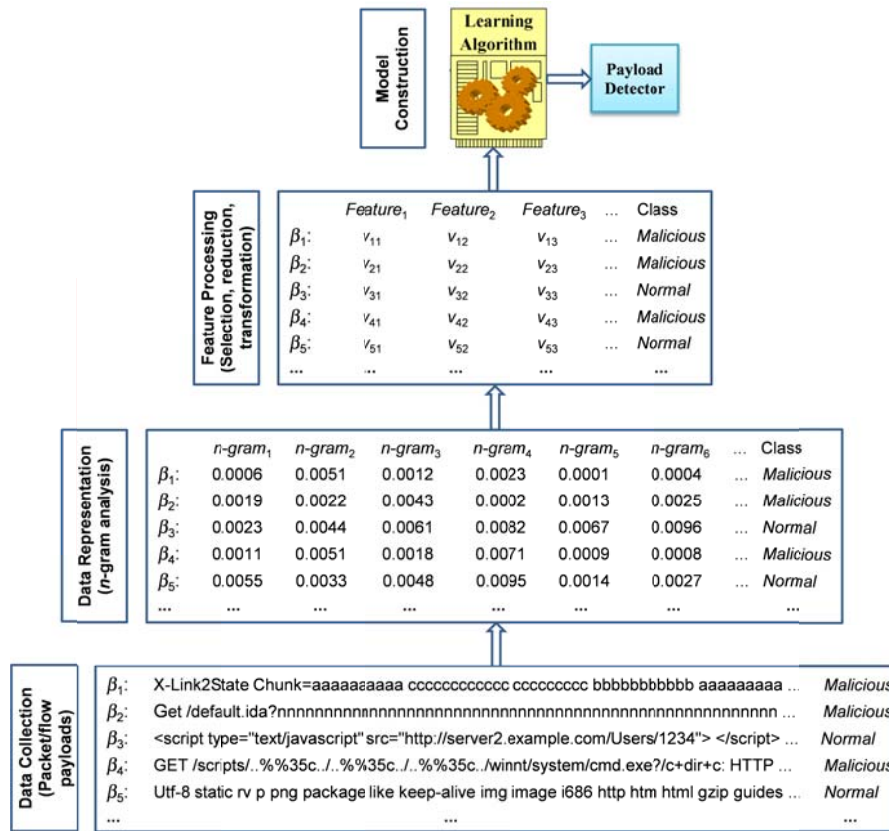 Model
Construction
Learning
Algorithm
Payload
Detector
Feature Processing
(Selection, reduction,
transformation)
Feature₁ Feature₂ Feature₃ ... Class
β₁: v₁₁ v₁₂ v₁₃ ... Malicious
β₂: v₂₁ v₂₂ v₂₃ ... Malicious
β₃: v₃₁ v₃₂ v₃₃ ... Normal
β₄: v₄₁ v₄₂ v₄₃ ... Malicious
β₅: v₅₁ v₅₂ v₅₃ ... Normal
... ... ... ... ...
Data Representation
(n-gram analysis)
n-gram₁ n-gram₂ n-gram₃ n-gram₄ n-gram₅ n-gram₆ ... Class
β₁: 0.0006 0.0051 0.0012 0.0023 0.0001 0.0004 ... Malicious
β₂: 0.0019 0.0022 0.0043 0.0002 0.0013 0.0025 ... Malicious
β₃: 0.0023 0.0044 0.0061 0.0082 0.0067 0.0096 ... Normal
β₄: 0.0011 0.0051 0.0018 0.0071 0.0009 0.0008 ... Malicious
β₅: 0.0055 0.0033 0.0048 0.0095 0.0014 0.0027 ... Normal
... ... ... ... ... ... ... ...
Data Collection
(Packet/flow
payloads)
β₁: X-Link2State Chunk=aaaaaaaaaa cccccccccccc cccccccccc bbbbbbbbbbb aaaaaaaaa ... Malicious
β₂: Get /default.ida?nnnnnnnnnnnnnnnnnnnnnnnnnnnnnnnnnnnnnnnnnnnnnnnnnnnnn ... Malicious
β₃: <script type="text/javascript" src="http://server2.example.com/Users/1234"> </script> ... Normal
β₄: GET /scripts/..%%35c../..%%35c../..%%35c../winnt/system/cmd.exe?/c+dir+c: HTTP ... Malicious
β₅: Utf-8 static rv p png package like keep-alive img image i686 http htm html gzip guides ... Normal
... ... ...